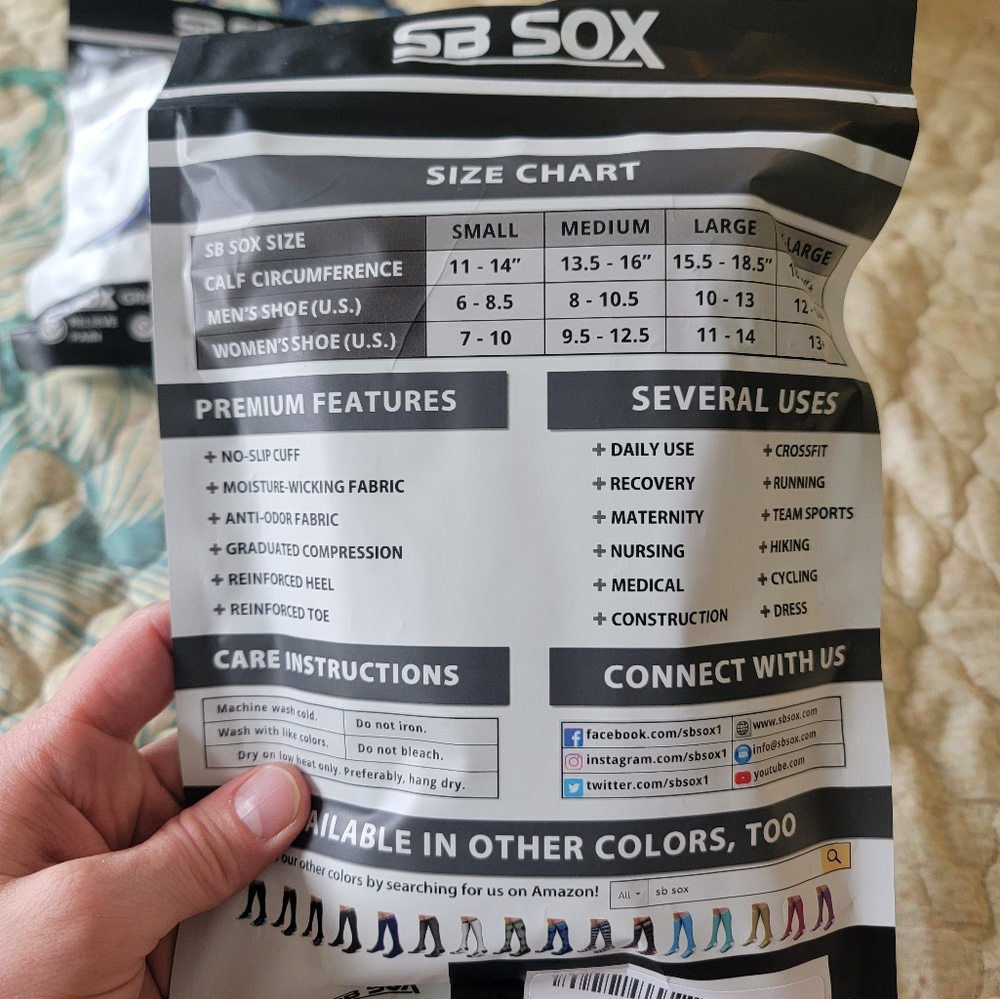 SB SOX
SIZE CHART
SB SOX SIZE SMALL MEDIUM LARGE LARGE
CALF CIRCUMFERENCE 11 - 14" 13.5 - 16" 15.5 - 18.5"
MEN'S SHOE (U.S.) 6 - 8.5 8 - 10.5 10 - 13 12 -
WOMEN'S SHOE (U.S.) 7 - 10 9.5 - 12.5 11 - 14 13
PREMIUM FEATURES
+ NO-SLIP CUFF
+ MOISTURE-WICKING FABRIC
+ ANTI-ODOR FABRIC
+ GRADUATED COMPRESSION
+ REINFORCED HEEL
+ REINFORCED TOE
SEVERAL USES
+ DAILY USE + CROSSFIT
+ RECOVERY + RUNNING
+ MATERNITY + TEAM SPORTS
+ NURSING + HIKING
+ MEDICAL + CYCLING
+ CONSTRUCTION + DRESS
CARE INSTRUCTIONS
Machine wash cold. Do not iron.
Wash with like colors. Do not bleach.
Dry on low heat only. Preferably, hang dry.
CONNECT WITH US
facebook.com/sbsox1 www.sbsox.com
instagram.com/sbsox1 info@sbsox.com
twitter.com/sbsox1 youtube.com
AILABLE IN OTHER COLORS, TOO
our other colors by searching for us on Amazon! All sb sox